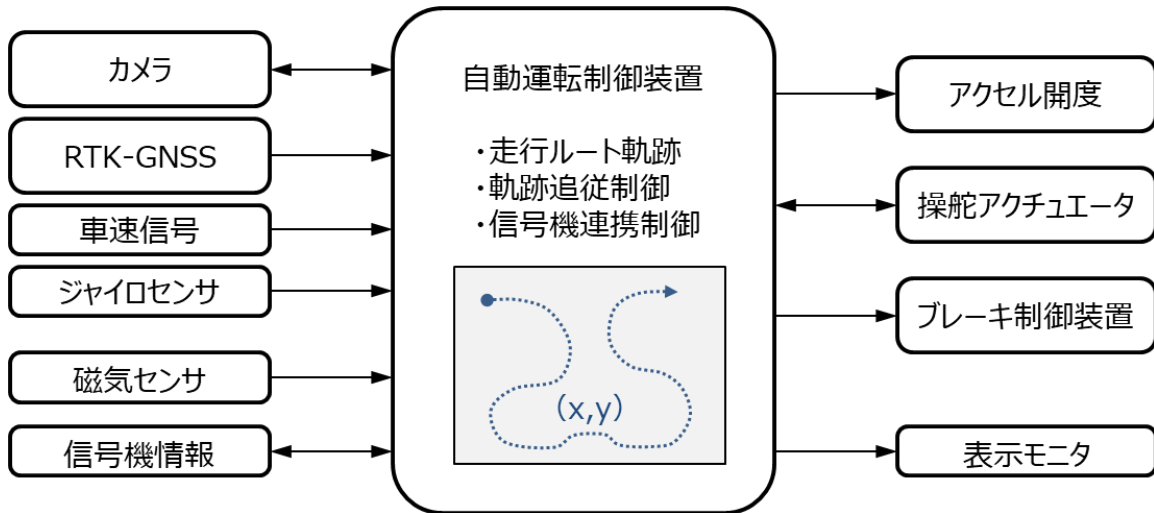 カメラ
RTK-GNSS
車速信号
ジャイロセンサ
磁気センサ
信号機情報
自動運転制御装置
・走行ルート軌跡
・軌跡追従制御
・信号機連携制御
(x,y)
アクセル開度
操舵アクチュエータ
ブレーキ制御装置
表示モニタ